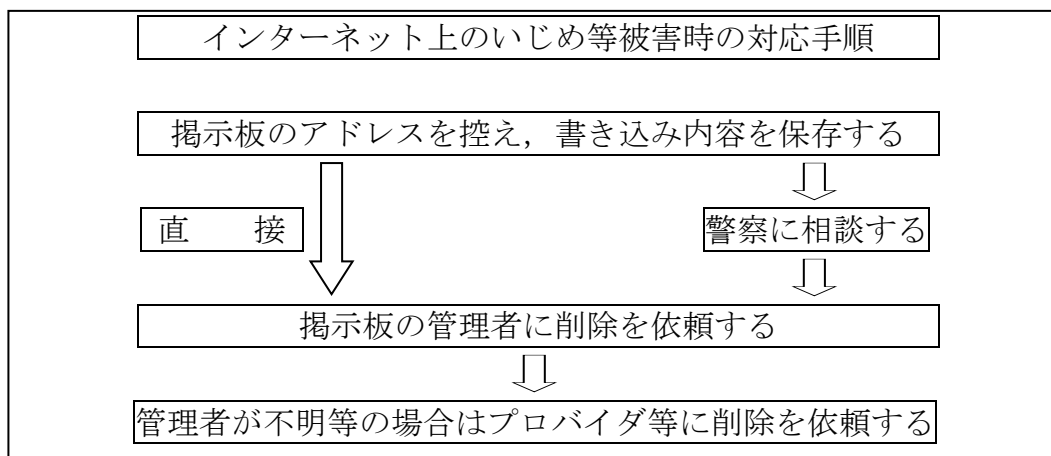 インターネット上のいじめ等被害時の対応手順
掲示板のアドレスを控え，書き込み内容を保存する
直　　接
警察に相談する
掲示板の管理者に削除を依頼する
管理者が不明等の場合はプロバイダ等に削除を依頼する